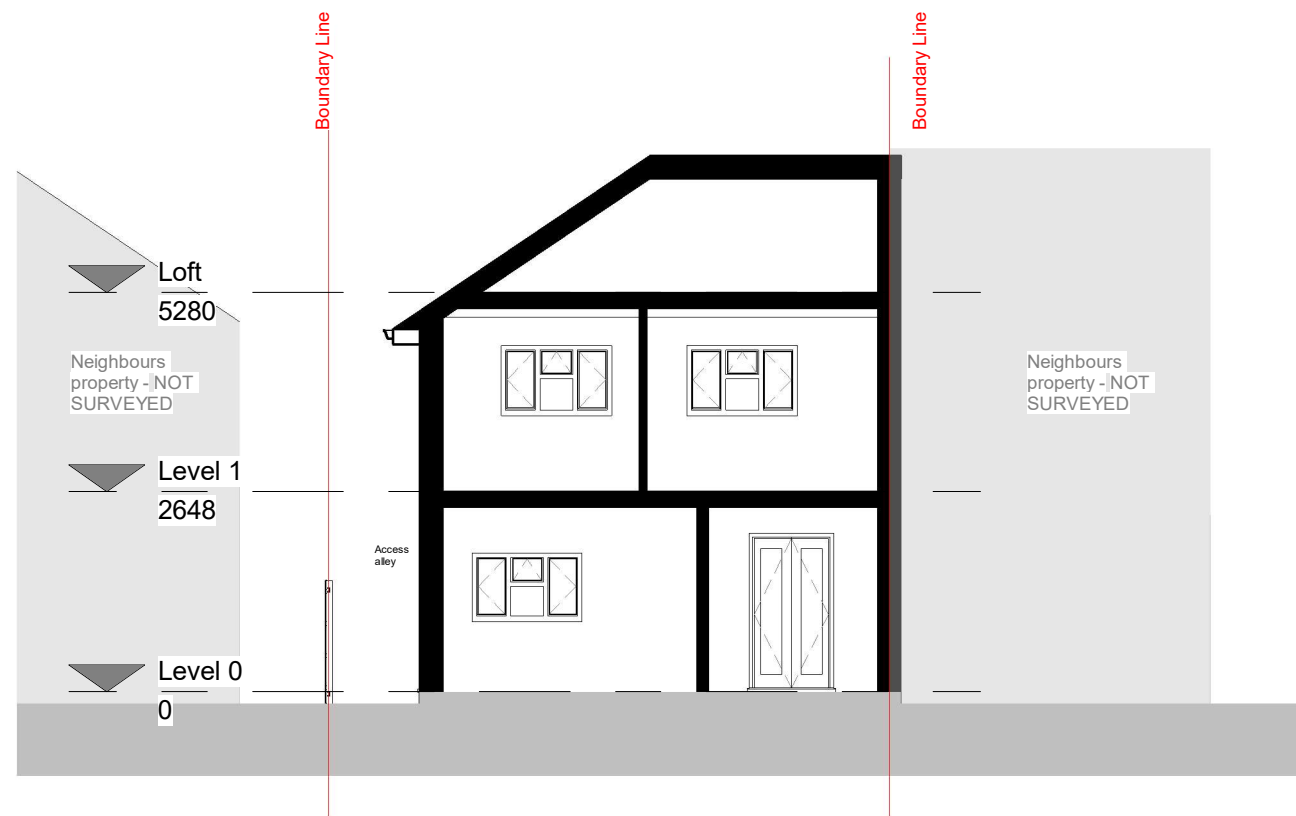 Boundary Line
Boundary Line
Loft
5280
Neighbours
property - NOT
SURVEYED
Neighbours
property - NOT
SURVEYED
Level 1
2648
Access
alley
Level 0
0